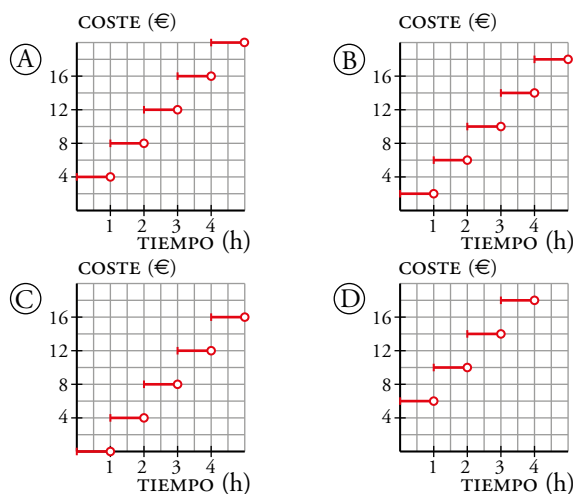 COSTE (€)
A
16
12
8
4
1 2 3 4
TIEMPO (h)
COSTE (€)
B
16
12
8
4
1 2 3 4
TIEMPO (h)
COSTE (€)
C
16
12
8
4
1 2 3 4
TIEMPO (h)
COSTE (€)
D
16
12
8
4
1 2 3 4
TIEMPO (h)